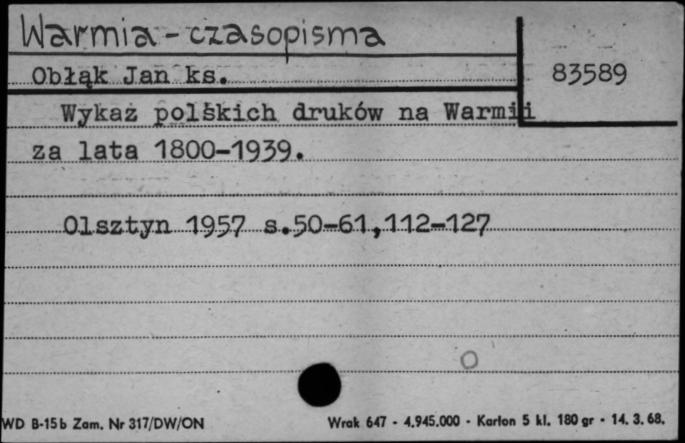 Warmia - czasopisma
Obłąk Jan ks.
83589
Wykaz polskich druków na Warmii
za lata 1800-1939.
Olsztyn 1957 s.50-61,112-127
WD B-15b Zam. Nr 317/DW/ON
Wrak 647 - 4.945.000 - Karton 5 kl. 180 gr - 14. 3. 68.